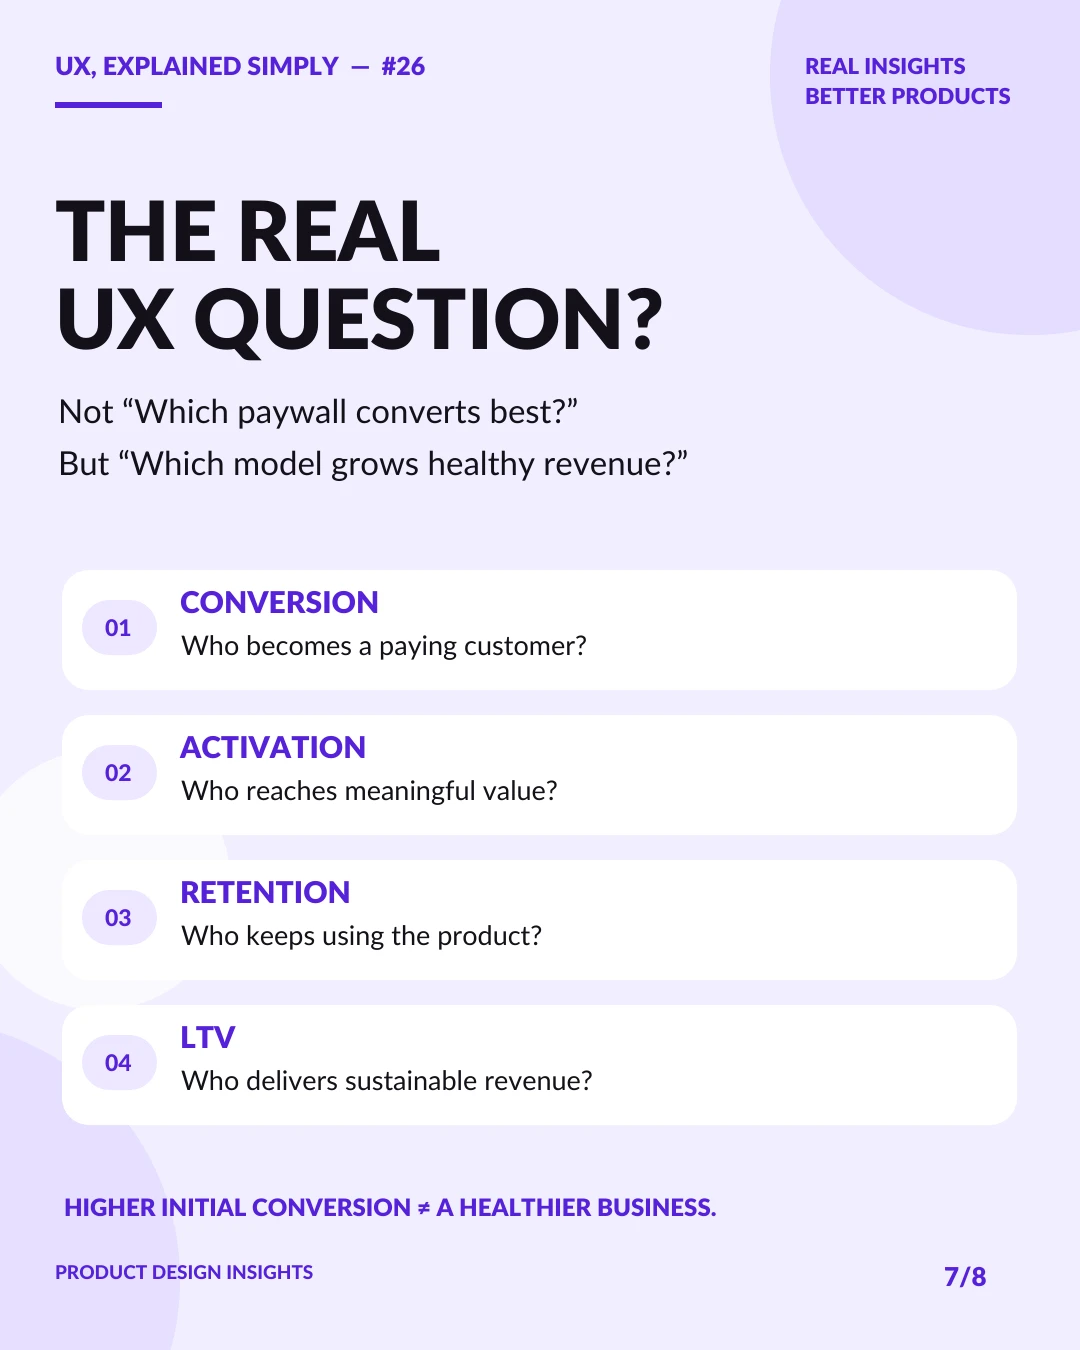 UX, EXPLAINED SIMPLY — #26
REAL INSIGHTS
BETTER PRODUCTS
THE REAL
UX QUESTION?
Not “Which paywall converts best?”
But “Which model grows healthy revenue?”
01
CONVERSION
Who becomes a paying customer?
02
ACTIVATION
Who reaches meaningful value?
03
RETENTION
Who keeps using the product?
04
LTV
Who delivers sustainable revenue?
HIGHER INITIAL CONVERSION ≠ A HEALTHIER BUSINESS.
PRODUCT DESIGN INSIGHTS
7/8